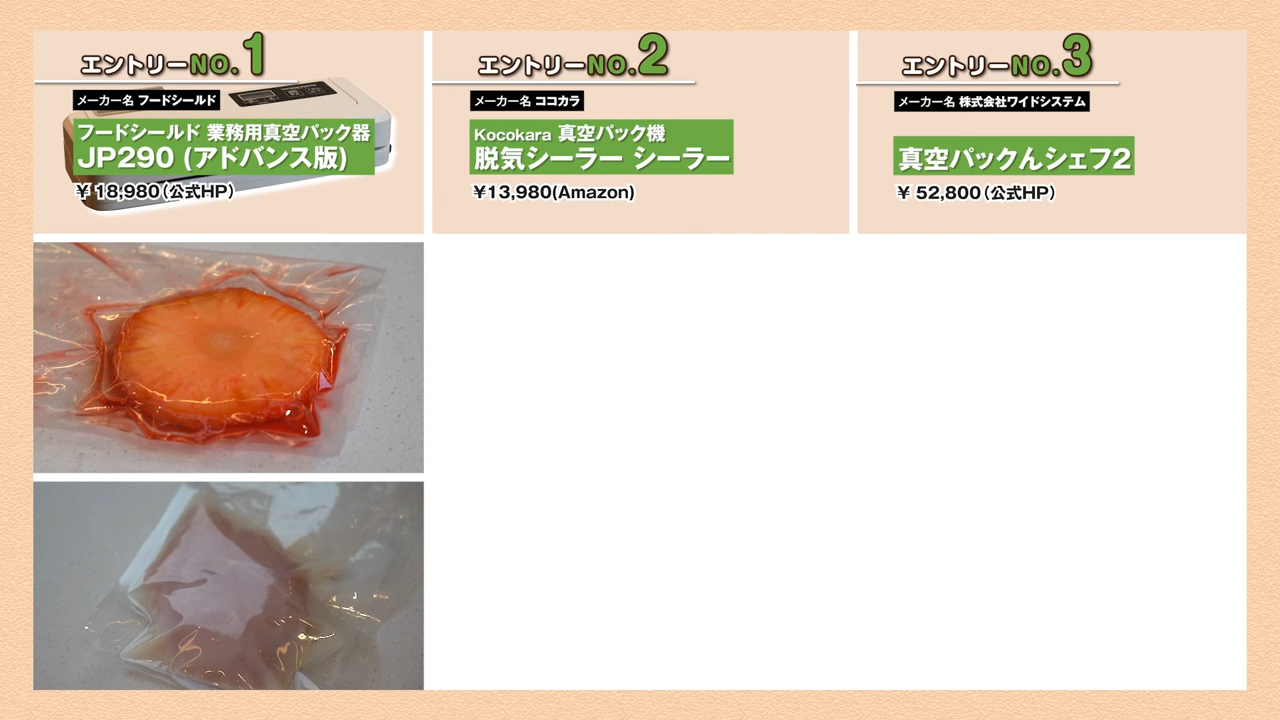 エントリーNO.1
メーカー名 フードシールド
フードシールド 業務用真空パック器
JP290 (アドバンス版)
¥ 18,980(公式HP)
エントリーNO.2
メーカー名 ココカラ
Kocokara 真空パック機
脱気シーラー シーラー
¥13,980(Amazon)
エントリーNO.3
メーカー名 株式会社ワイドシステム
真空パックんシェフ2
¥ 52,800(公式HP)